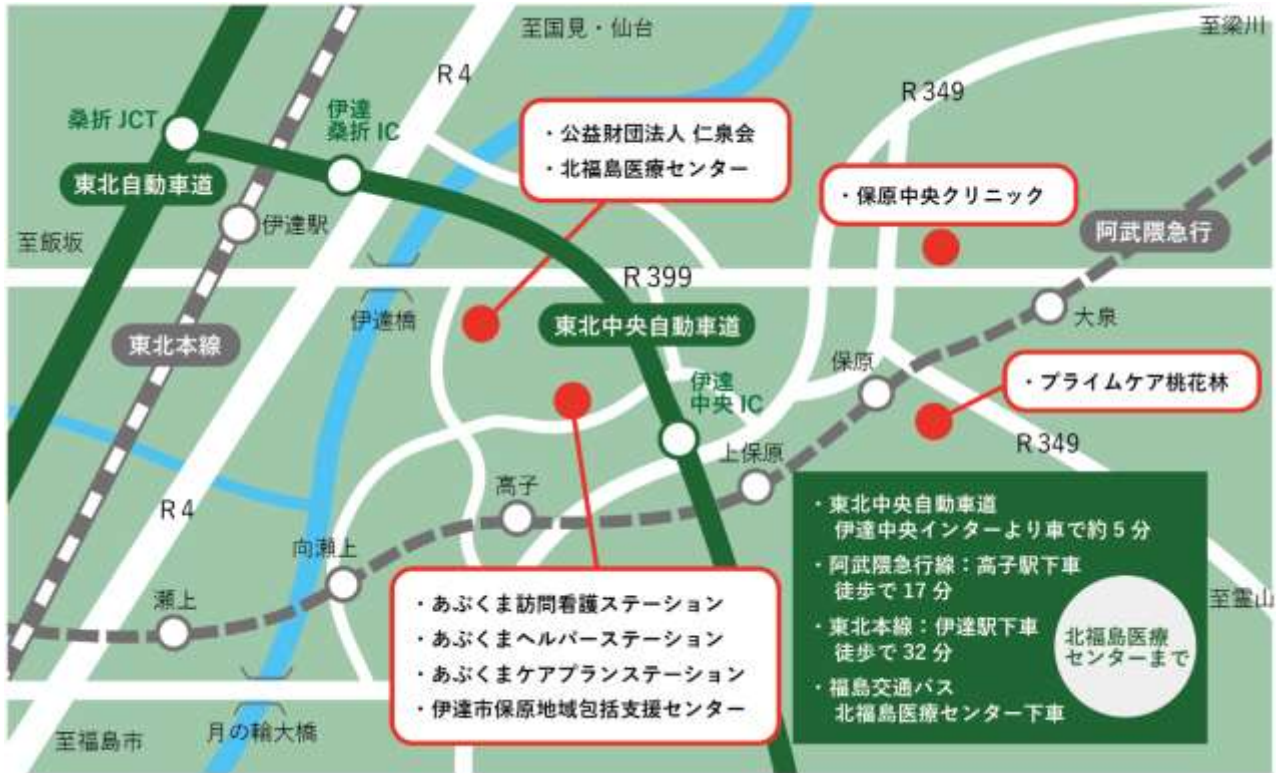 至国見・仙台
至梁川
R4
R349
桑折 JCT
伊達
桑折 IC
・公益財団法人 仁泉会
・北福島医療センター
東北自動車道
・保原中央クリニック
至飯坂
伊達駅
阿武隈急行
R399
伊達橋
東北中央自動車道
大泉
東北本線
保原
・プライムケア桃花林
伊達
中央 IC
上保原
R349
高子
R4
向瀬上
瀬上
・東北中央自動車道
伊達中央インターより車で約5分
・阿武隈急行線：高子駅下車
徒歩で17分
・東北本線：伊達駅下車
徒歩で32分
・福島交通バス
北福島医療センター下車
北福島医療
センターまで
至霊山
・あぶくま訪問看護ステーション
・あぶくまヘルパーステーション
・あぶくまケアプランステーション
・伊達市保原地域包括支援センター
至福島市
月の輪大橋